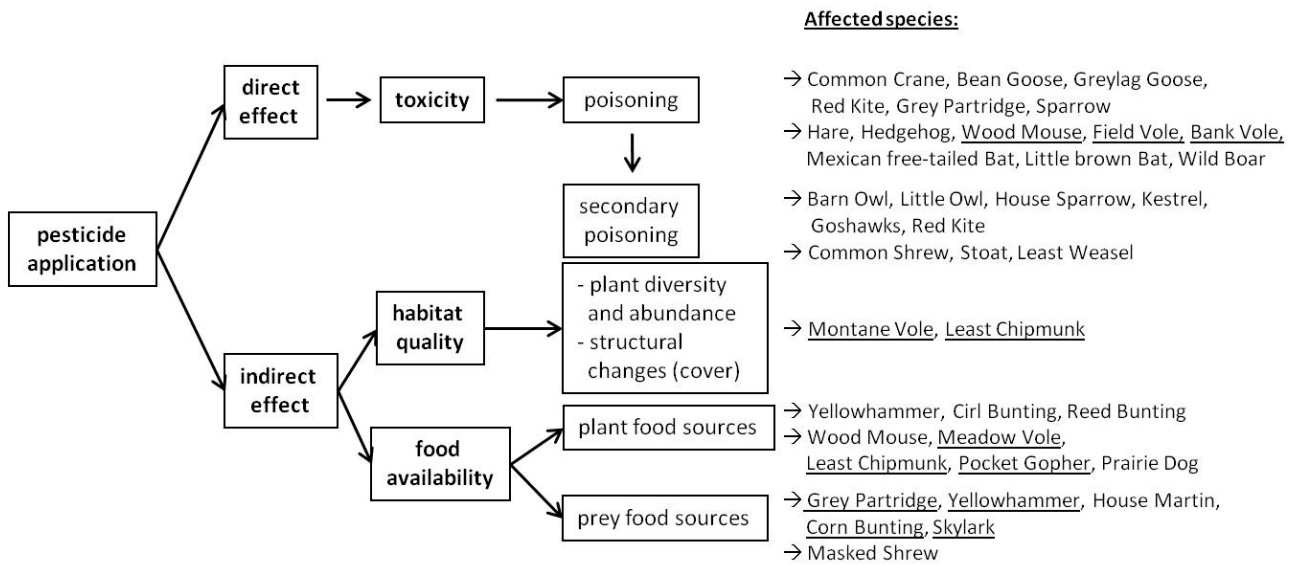 Affected species:
direct
effect
toxicity
poisoning
→ Common Crane, Bean Goose, Greylag Goose,
Red Kite, Grey Partridge, Sparrow
→ Hare, Hedgehog, Wood Mouse, Field Vole, Bank Vole,
Mexican free-tailed Bat, Little brown Bat, Wild Boar
secondary
poisoning
→ Barn Owl, Little Owl, House Sparrow, Kestrel,
Goshawks, Red Kite
→ Common Shrew, Stoat, Least Weasel
pesticide
application
habitat
quality
- plant diversity
and abundance
- structural
changes (cover)
→ Montane Vole, Least Chipmunk
indirect
effect
food
availability
plant food sources
→ Yellowhammer, Cirl Bunting, Reed Bunting
→ Wood Mouse, Meadow Vole,
Least Chipmunk, Pocket Gopher, Prairie Dog
prey food sources
→ Grey Partridge, Yellowhammer, House Martin,
Corn Bunting, Skylark
→ Masked Shrew